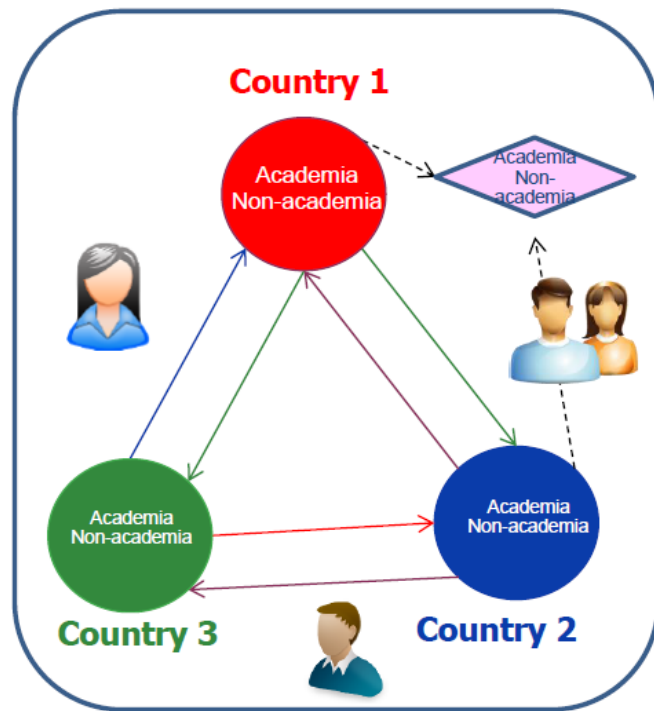 Country 1
Academia
Non-academia
Academia
Non-
academia
Academia
Non-academia
Academia
Non-academia
Country 3
Country 2